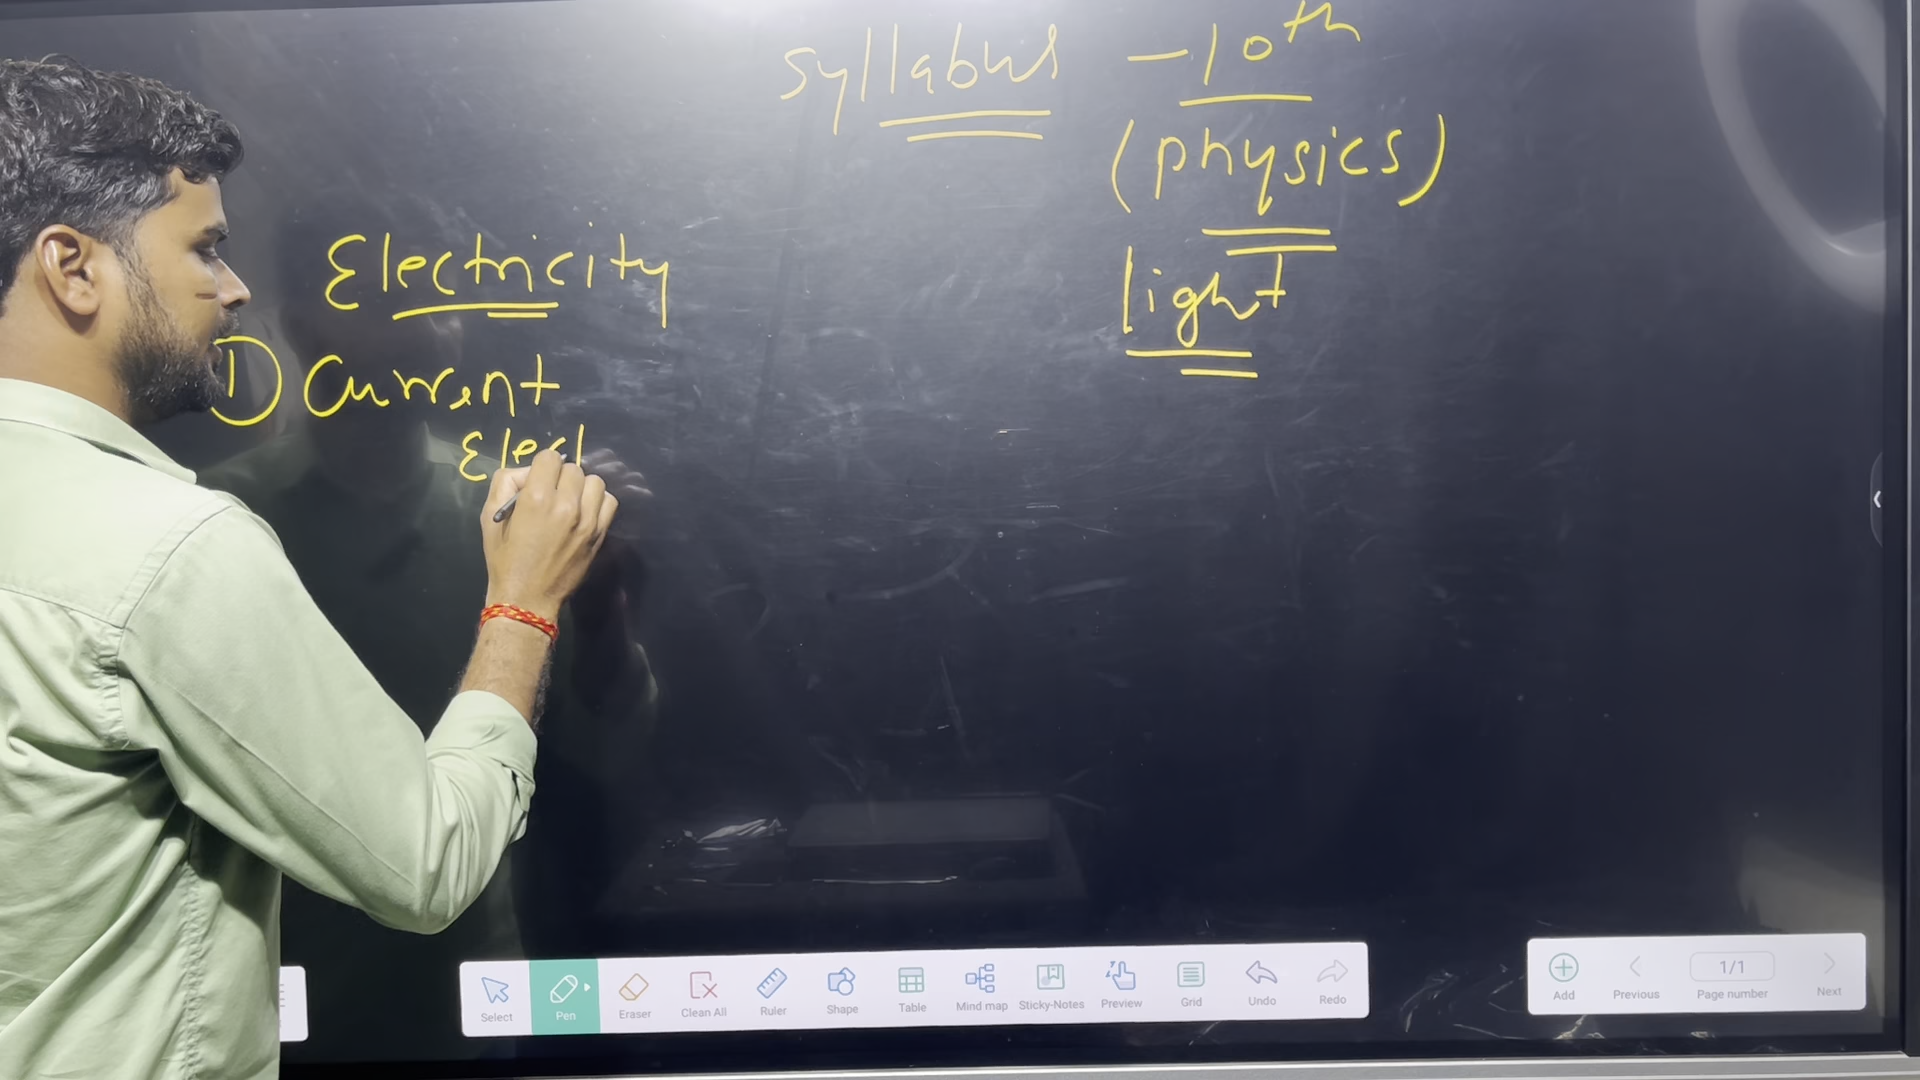 Syllabus - 10th
(physics)
Electricity
light
1) Current
Elect
Select
Pen
Eraser
Clean All
Ruler
Shape
Table
Mind map
Sticky-Notes
Preview
Grid
Undo
Redo
Add
Previous
1/1
Page number
Next